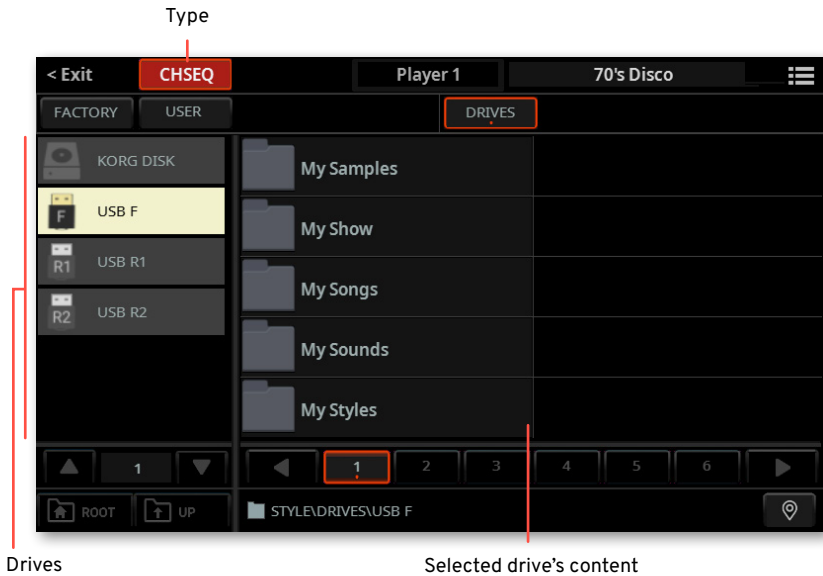 Type
< Exit CHSEQ Player 1 70's Disco
FACTORY USER DRIVES
KORG DISK
F USB F
R1 USB R1
R2 USB R2
My Samples
My Show
My Songs
My Sounds
My Styles
1 1 2 3 4 5 6
ROOT UP STYLE\DRIVES\USB F
Drives Selected drive's content